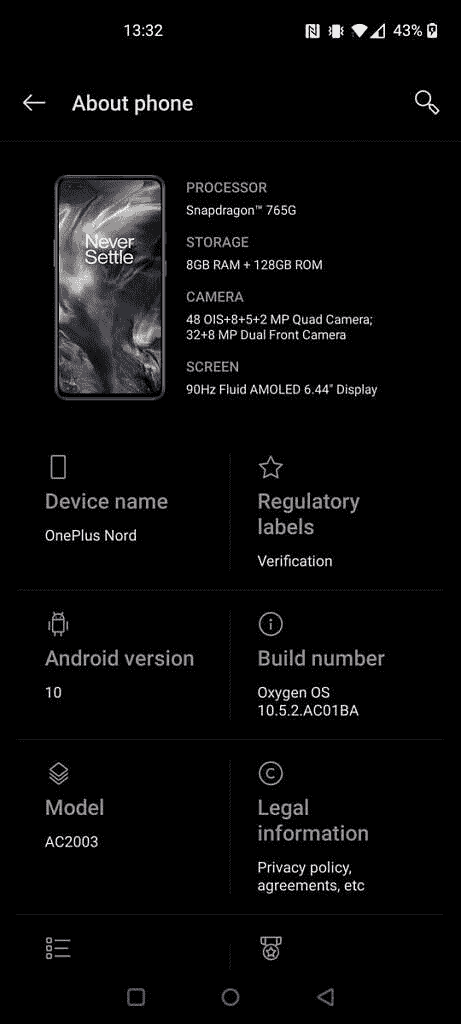 13:32
43%
About phone
Never
Settle
PROCESSOR
Snapdragon™ 765G
STORAGE
8GB RAM + 128GB ROM
CAMERA
48 OIS+8+5+2 MP Quad Camera;
32+8 MP Dual Front Camera
SCREEN
90Hz Fluid AMOLED 6.44" Display
Device name
OnePlus Nord
Regulatory
labels
Verification
Android version
10
Build number
Oxygen OS
10.5.2.AC01BA
Model
AC2003
Legal
information
Privacy policy,
agreements, etc